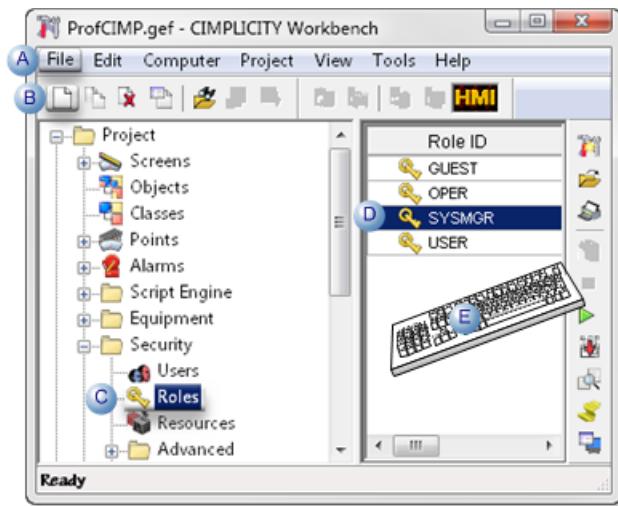 ProfCIMP.gef - CIMPLICITY Workbench
A File Edit Computer Project View Tools Help
B HMI
Project
Screens
Objects
Classes
Points
Alarms
Script Engine
Equipment
Security
Users
C Roles
Resources
Advanced
Role ID
GUEST
OPER
D SYSMGR
USER
E
Ready